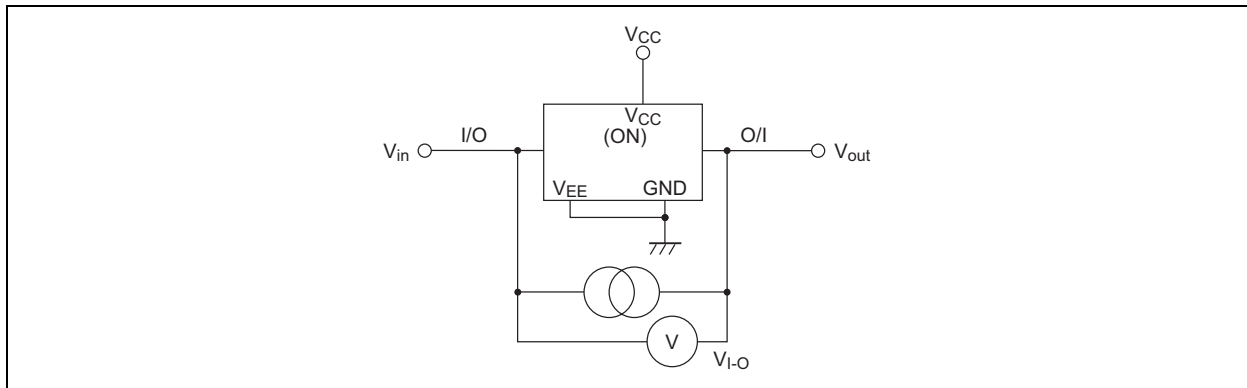 VCC
VCC
(ON)
I/O
O/I
Vin
Vout
VEE GND
V
VI-O